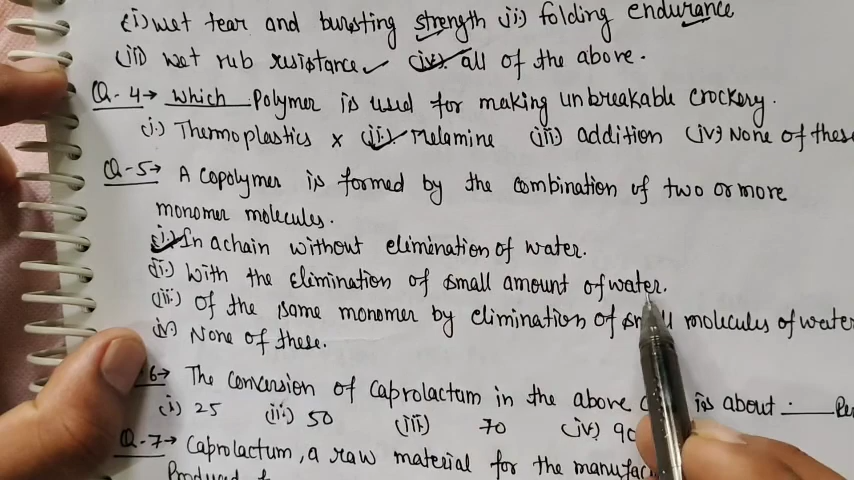 (i) wet tear and bursting strength (ii) folding endurance
(iii) wet rub resistance (iv) all of the above.
Q-4→ which Polymer is used for making unbreakable crockery.
(i.) Thermoplastics x (ii) Melamine (iii) addition (iv) None of these
Q-5→ A copolymer is formed by the combination of two or more
monomer molecules.
(i.) In a chain without elimination of water.
(ii.) with the elimination of small amount of water.
(iii.) of the same monomer by elimination of small molecules of water
(iv) None of these.
6→ The conversion of caprolactum in the above is about
(i) 25 (ii) 50 (iii) 70 (iv) 90
Q-7→ Caprolactum, a raw material for the
Produced